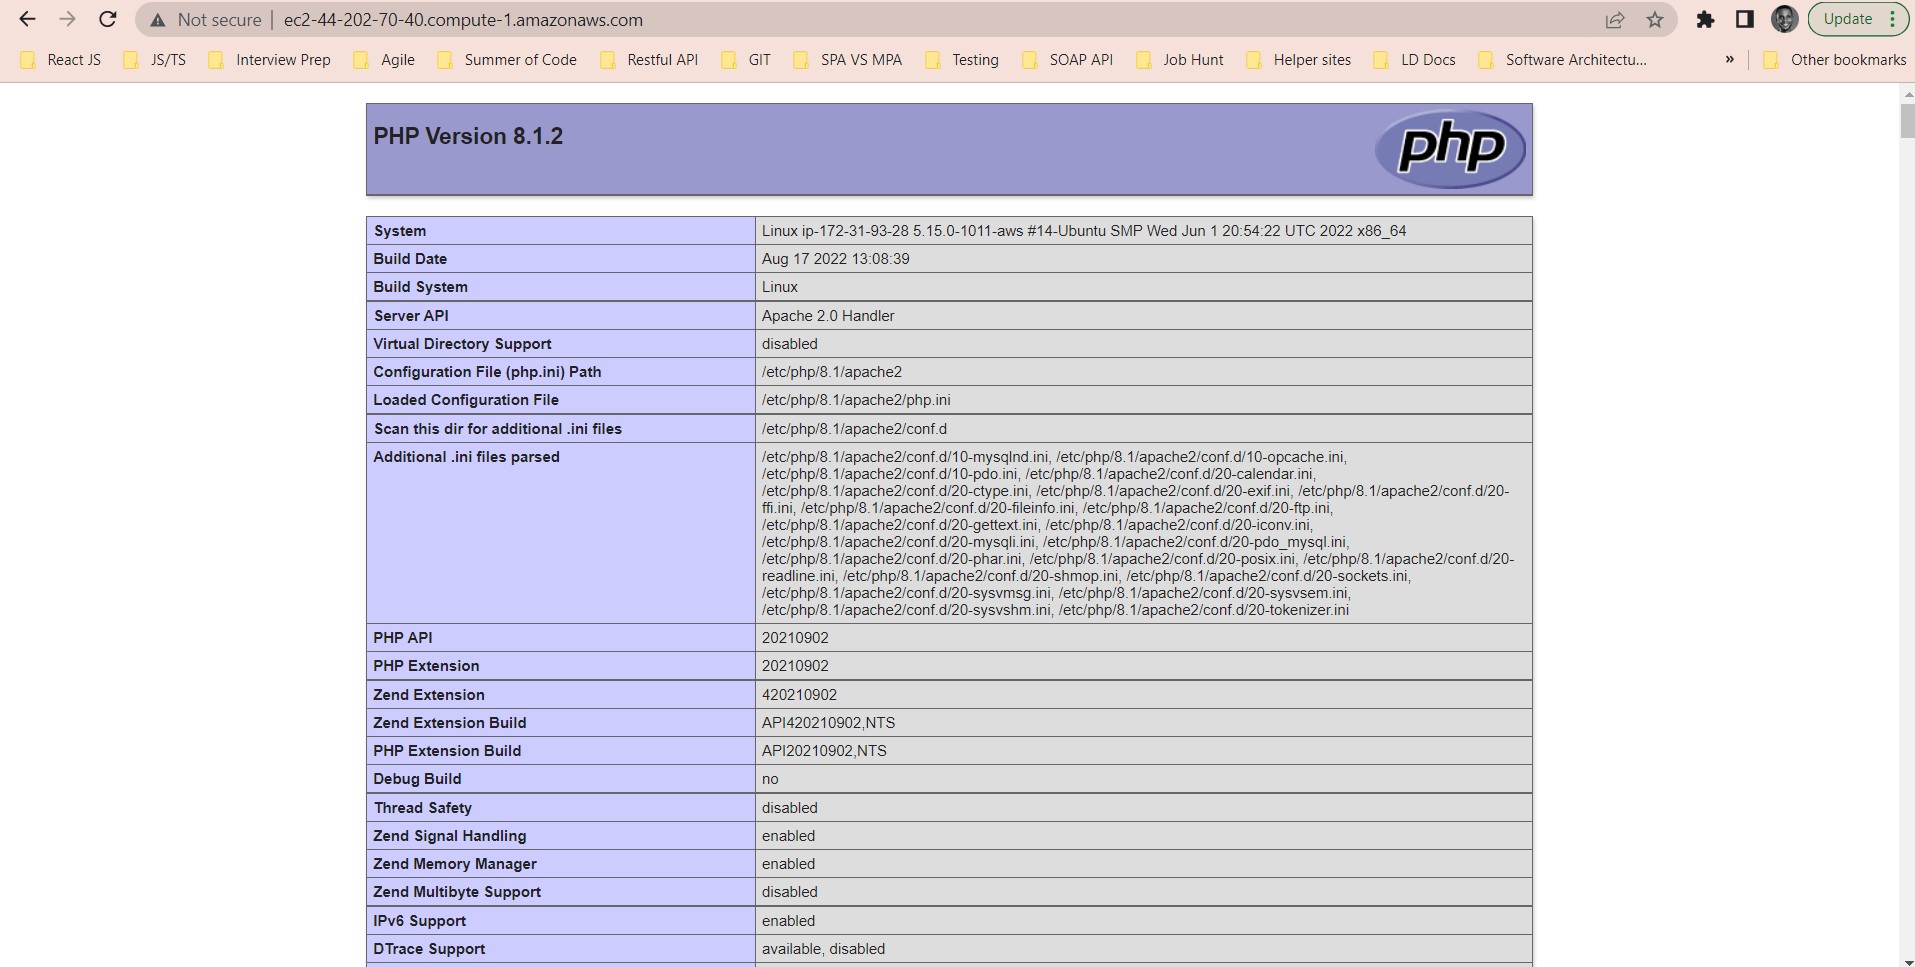 Not secure | ec2-44-202-70-40.compute-1.amazonaws.com
Update
React JS JS/TS Interview Prep Agile Summer of Code Restful API GIT SPA VS MPA Testing SOAP API Job Hunt Helper sites LD Docs Software Architectu... » Other bookmarks
PHP Version 8.1.2
php
System Linux ip-172-31-93-28 5.15.0-1011-aws #14-Ubuntu SMP Wed Jun 1 20:54:22 UTC 2022 x86_64
Build Date Aug 17 2022 13:08:39
Build System Linux
Server API Apache 2.0 Handler
Virtual Directory Support disabled
Configuration File (php.ini) Path /etc/php/8.1/apache2
Loaded Configuration File /etc/php/8.1/apache2/php.ini
Scan this dir for additional .ini files /etc/php/8.1/apache2/conf.d
Additional .ini files parsed /etc/php/8.1/apache2/conf.d/10-mysqlnd.ini, /etc/php/8.1/apache2/conf.d/10-opcache.ini,
/etc/php/8.1/apache2/conf.d/10-pdo.ini, /etc/php/8.1/apache2/conf.d/20-calendar.ini,
/etc/php/8.1/apache2/conf.d/20-ctype.ini, /etc/php/8.1/apache2/conf.d/20-exif.ini, /etc/php/8.1/apache2/conf.d/20-
ffi.ini, /etc/php/8.1/apache2/conf.d/20-fileinfo.ini, /etc/php/8.1/apache2/conf.d/20-ftp.ini,
/etc/php/8.1/apache2/conf.d/20-gettext.ini, /etc/php/8.1/apache2/conf.d/20-iconv.ini,
/etc/php/8.1/apache2/conf.d/20-mysqli.ini, /etc/php/8.1/apache2/conf.d/20-pdo_mysql.ini,
/etc/php/8.1/apache2/conf.d/20-phar.ini, /etc/php/8.1/apache2/conf.d/20-posix.ini, /etc/php/8.1/apache2/conf.d/20-
readline.ini, /etc/php/8.1/apache2/conf.d/20-shmop.ini, /etc/php/8.1/apache2/conf.d/20-sockets.ini,
/etc/php/8.1/apache2/conf.d/20-sysvmsg.ini, /etc/php/8.1/apache2/conf.d/20-sysvsem.ini,
/etc/php/8.1/apache2/conf.d/20-sysvshm.ini, /etc/php/8.1/apache2/conf.d/20-tokenizer.ini
PHP API 20210902
PHP Extension 20210902
Zend Extension 420210902
Zend Extension Build API420210902,NTS
PHP Extension Build API20210902,NTS
Debug Build no
Thread Safety disabled
Zend Signal Handling enabled
Zend Memory Manager enabled
Zend Multibyte Support disabled
IPv6 Support enabled
DTrace Support available, disabled